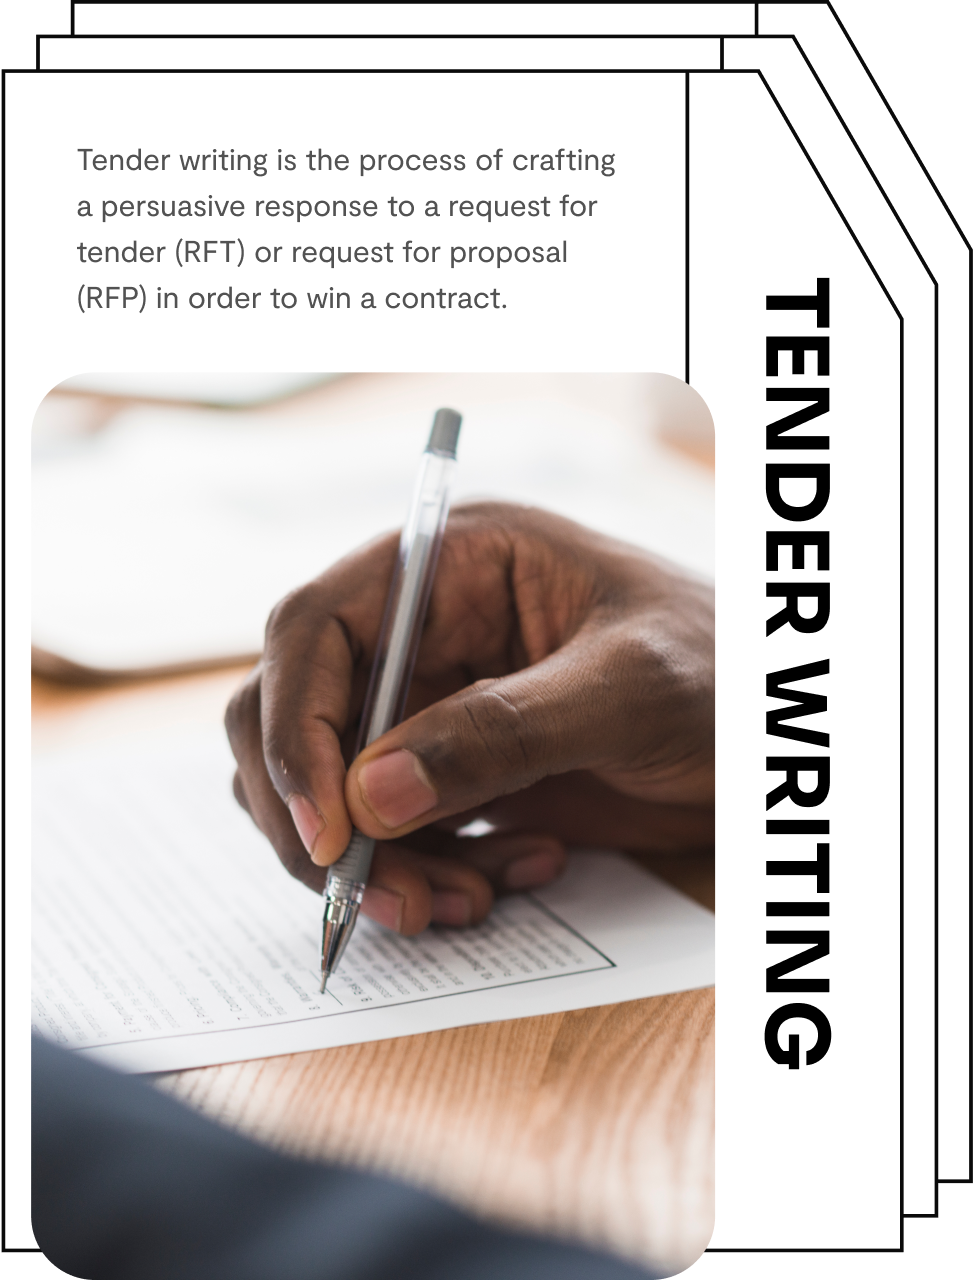 Tender writing is the process of crafting
a persuasive response to a request for
tender (RFT) or request for proposal
(RFP) in order to win a contract.
TENDER WRITING